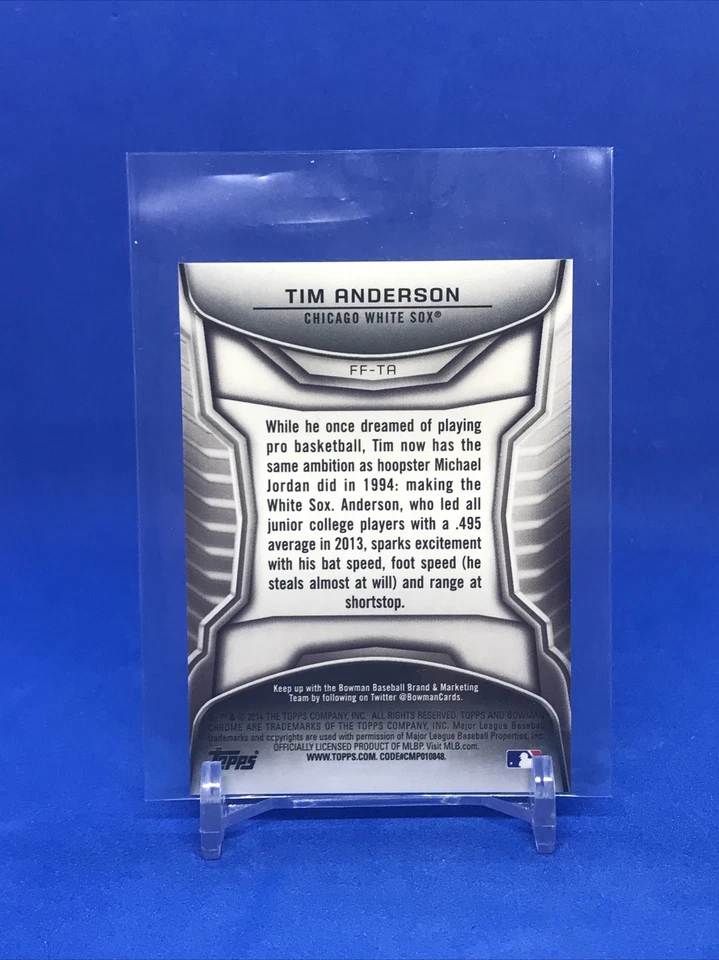 TIM ANDERSON
CHICAGO WHITE SOX®
FF-TA
While he once dreamed of playing
pro basketball, Tim now has the
same ambition as hoopster Michael
Jordan did in 1994: making the
White Sox. Anderson, who led all
junior college players with a .495
average in 2013, sparks excitement
with his bat speed, foot speed (he
steals almost at will) and range at
shortstop.
Keep up with the Bowman Baseball Brand & Marketing
Team by following on Twitter @BowmanCards.
& © 2014 THE TOPPS COMPANY, INC. ALL RIGHTS RESERVED. TOPPS AND BOWMAN
CHROME ARE TRADEMARKS OF THE TOPPS COMPANY, INC. Major League Baseball
trademarks and copyrights are used with permission of Major League Baseball Properties, Inc.
OFFICIALLY LICENSED PRODUCT OF MLBP. Visit MLB.com.
Topps
WWW.TOPPS.COM. CODE#CMP010848.